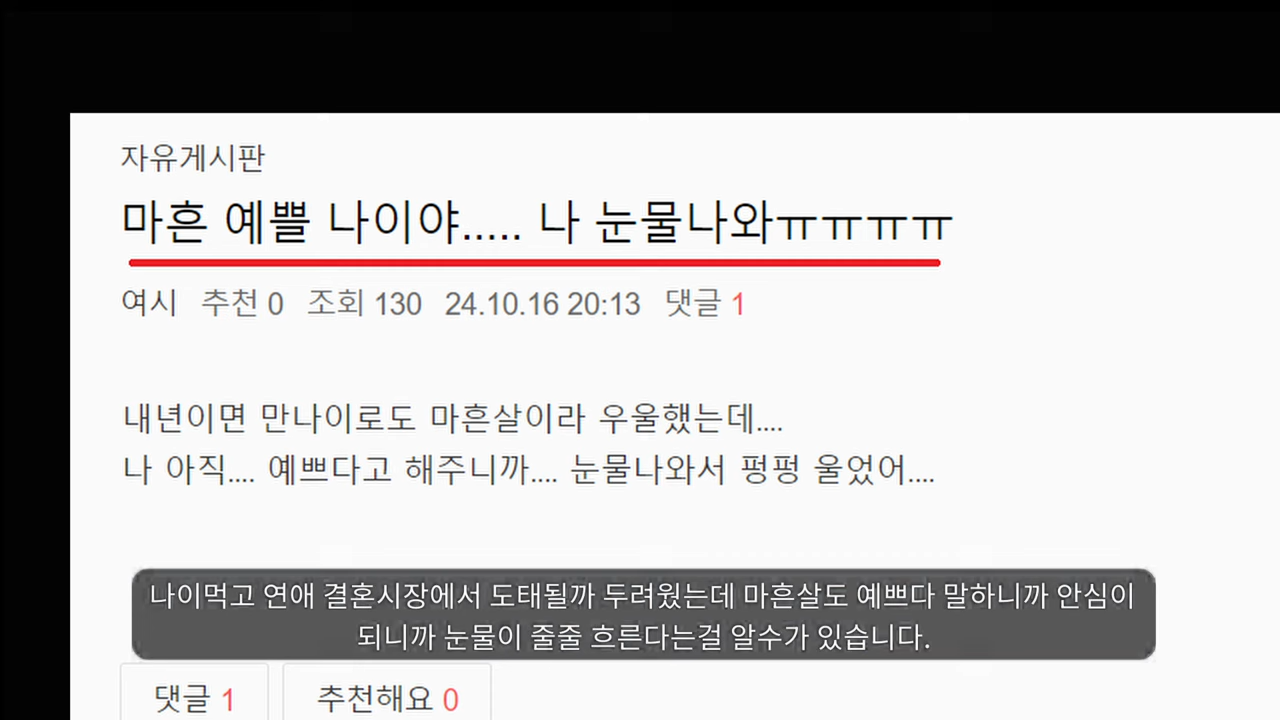 자유게시판
마흔 예쁠 나이야..... 나 눈물나와ㅠㅠㅠㅠ
여시 추천 0 조회 130 24.10.16 20:13 댓글 1
내년이면 만나이로도 마흔살이라 우울했는데....
나 아직.... 예쁘다고 해주니까.... 눈물나와서 펑펑 울었어....
나이먹고 연애 결혼시장에서 도태될까 두려웠는데 마흔살도 예쁘다 말하니까 안심이
되니까 눈물이 줄줄 흐른다는걸 알수가 있습니다.
댓글 1 추천해요 0